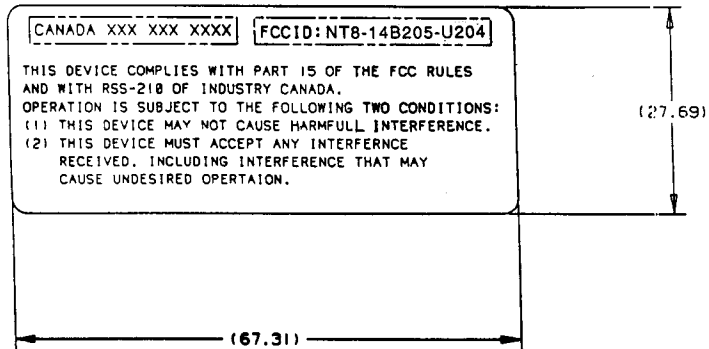 CANADA XXX XXX XXXX FCCID: NT8-14B205-U204
THIS DEVICE COMPLIES WITH PART 15 OF THE FCC RULES
AND WITH RSS-210 OF INDUSTRY CANADA.
OPERATION IS SUBJECT TO THE FOLLOWING TWO CONDITIONS:
(1) THIS DEVICE MAY NOT CAUSE HARMFULL INTERFERENCE.
(2) THIS DEVICE MUST ACCEPT ANY INTERFERNCE
RECEIVED. INCLUDING INTERFERENCE THAT MAY
CAUSE UNDESIRED OPERTAION.
(27.69)
(67.31)